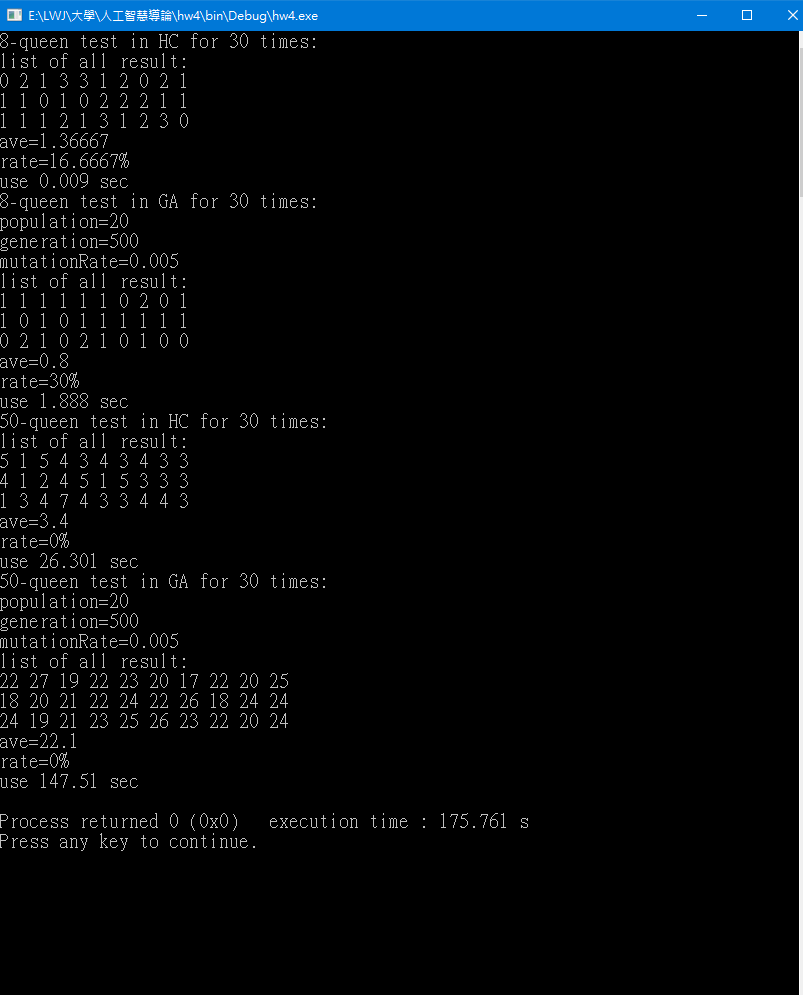 E:\LWJ\大學\人工智慧導論\hw4\bin\Debug\hw4.exe
8-queen test in HC for 30 times:
list of all result:
0 2 1 3 3 1 2 0 2 1
1 1 0 1 0 2 2 2 1 1
1 1 1 2 1 3 1 2 3 0
ave=1.36667
rate=16.6667%
use 0.009 sec
8-queen test in GA for 30 times:
population=20
generation=500
mutationRate=0.005
list of all result:
1 1 1 1 1 1 0 2 0 1
1 0 1 0 1 1 1 1 1 1
0 2 1 0 2 1 0 1 0 0
ave=0.8
rate=30%
use 1.888 sec
50-queen test in HC for 30 times:
list of all result:
5 1 5 4 3 4 3 4 3 3
4 1 2 4 5 1 5 3 3 3
1 3 4 7 4 3 3 4 4 3
ave=3.4
rate=0%
use 26.301 sec
50-queen test in GA for 30 times:
population=20
generation=500
mutationRate=0.005
list of all result:
22 27 19 22 23 20 17 22 20 25
18 20 21 22 24 22 26 18 24 24
24 19 21 23 25 26 23 22 20 24
ave=22.1
rate=0%
use 147.51 sec
Process returned 0 (0x0)   execution time : 175.761 s
Press any key to continue.